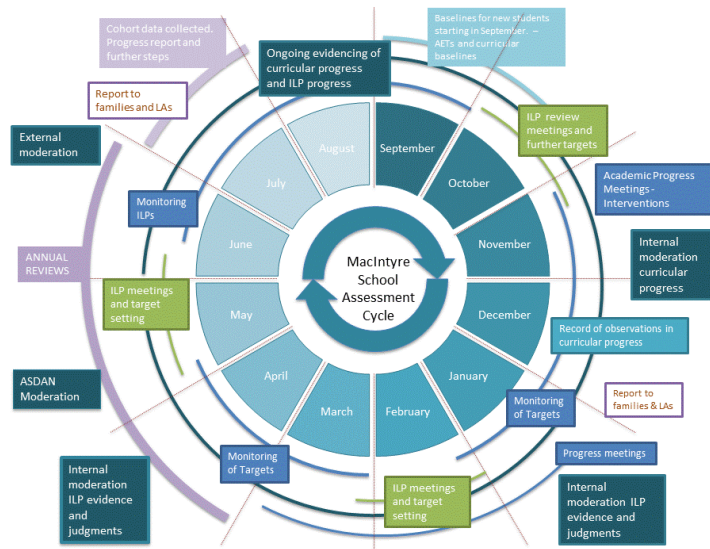 Cohort data collected.
Progress report and
further steps
Baselines for new students
starting in September. –
AETs and curricular
baselines
Ongoing evidencing of
curricular progress
and ILP progress
Report to
families and LAs
ILP review
meetings and
further targets
External
moderation
August
September
July
October
Academic Progress
Meetings -
Interventions
Monitoring
ILPs
June
November
Internal
moderation
curricular
progress
ANNUAL
REVIEWS
MacIntyre
School
Assessment
Cycle
ILP meetings
and target
setting
May
December
Record of observations in
curricular progress
April
January
ASDAN
Moderation
March
February
Monitoring
of Targets
Report to
families & LAs
Monitoring
of Targets
Progress meetings
Internal
moderation
ILP evidence
and
judgments
ILP meetings
and target
setting
Internal
moderation ILP
evidence and
judgments